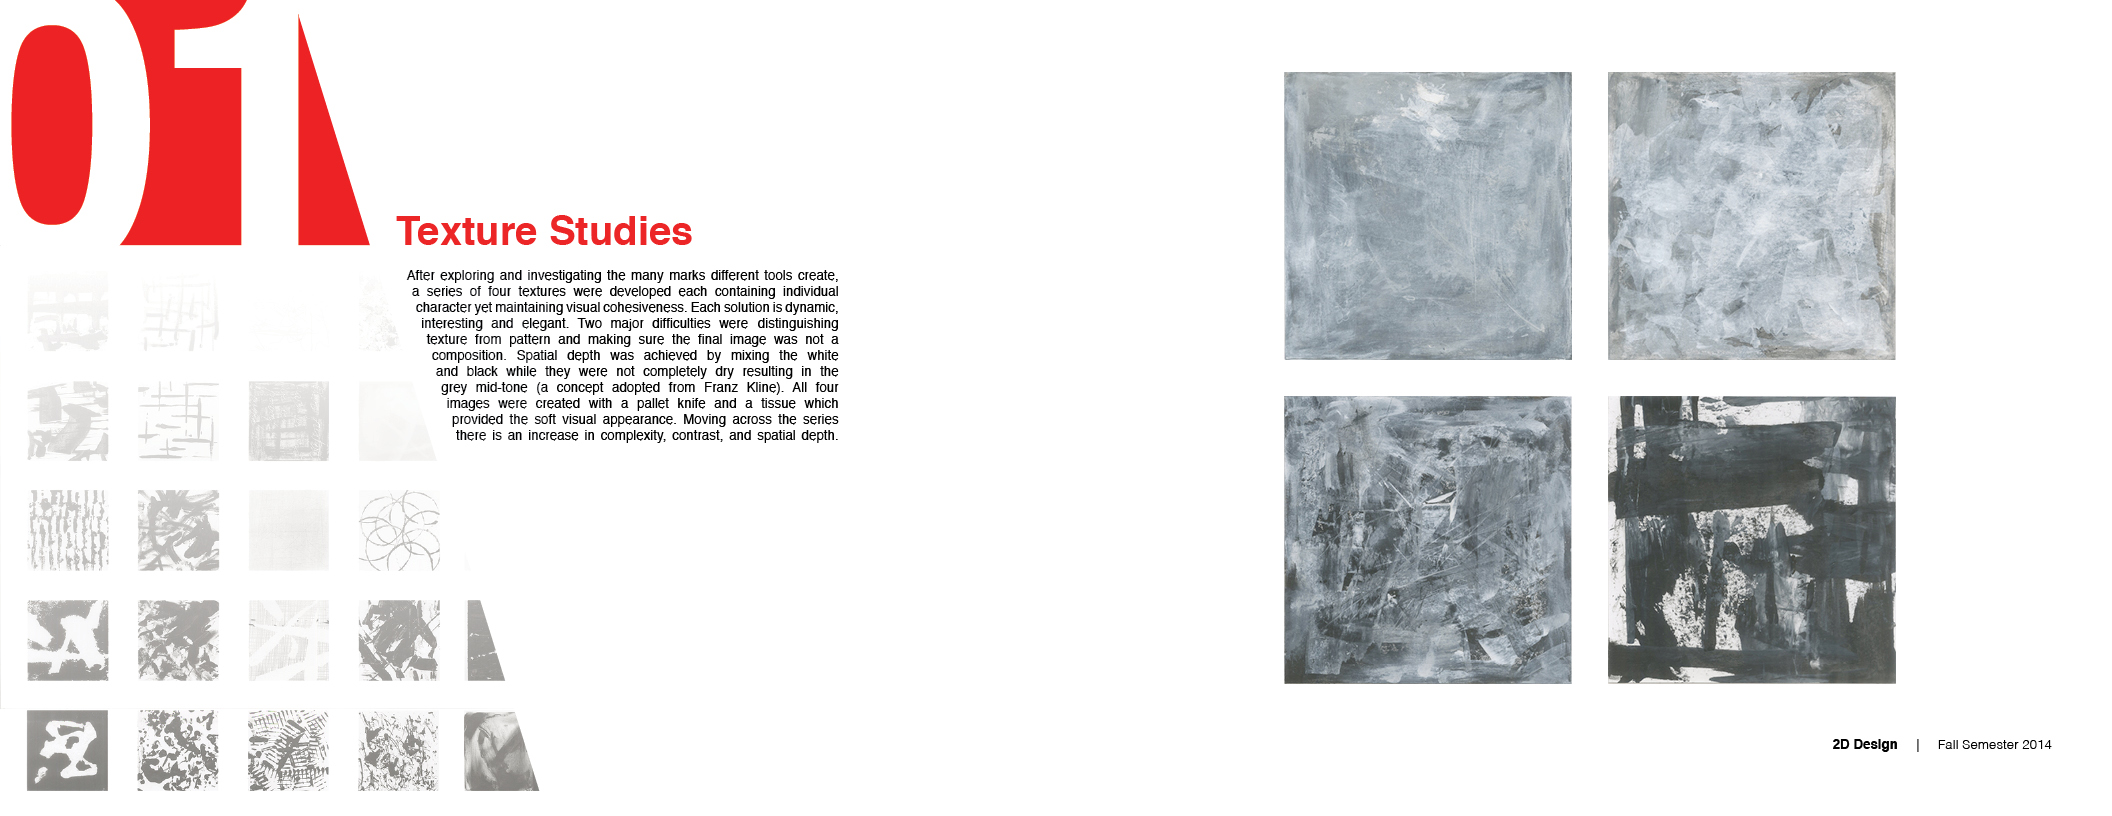 01
Texture Studies
After exploring and investigating the many marks different tools create,
a series of four textures were developed each containing individual
character yet maintaining visual cohesiveness. Each solution is dynamic,
interesting and elegant. Two major difficulties were distinguishing
texture from pattern and making sure the final image was not a
composition. Spatial depth was achieved by mixing the white
and black while they were not completely dry resulting in the
grey mid-tone (a concept adopted from Franz Kline). All four
images were created with a pallet knife and a tissue which
provided the soft visual appearance. Moving across the series
there is an increase in complexity, contrast, and spatial depth.
2D Design | Fall Semester 2014